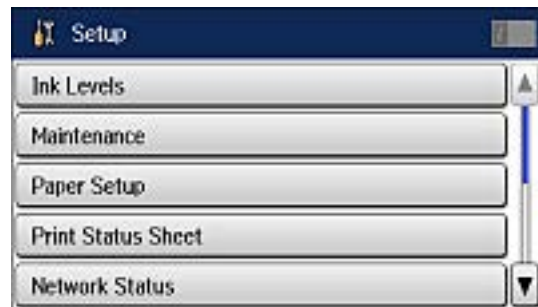 Setup
Ink Levels
Maintenance
Paper Setup
Print Status Sheet
Network Status